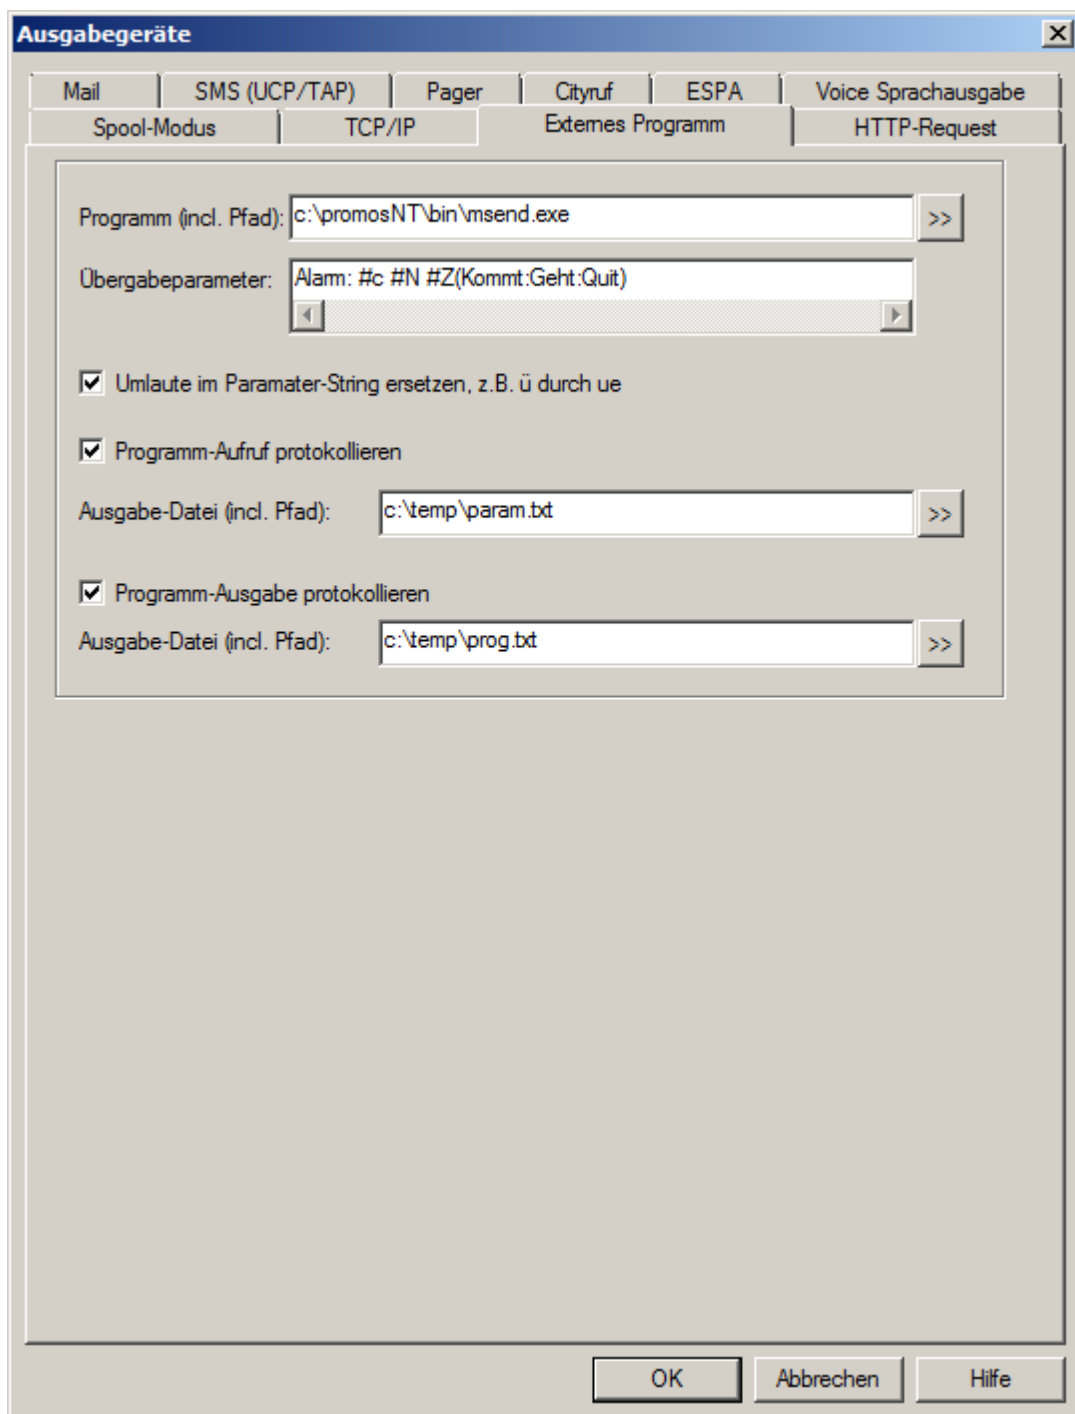 Ausgabegeräte
Mail SMS (UCP/TAP) Pager Cityruf ESPA Voice Sprachausgabe
Spool-Modus TCP/IP Externes Programm HTTP-Request
Programm (incl. Pfad): c:\promosNT\bin\msend.exe >>
Übergabeparameter: Alarm: #c #N #Z(Kommt:Geht:Quit)
Umlaute im Paramater-String ersetzen, z.B. ü durch ue
Programm-Aufruf protokollieren
Ausgabe-Datei (incl. Pfad): c:\temp\param.txt >>
Programm-Ausgabe protokollieren
Ausgabe-Datei (incl. Pfad): c:\temp\prog.txt >>
OK Abbrechen Hilfe